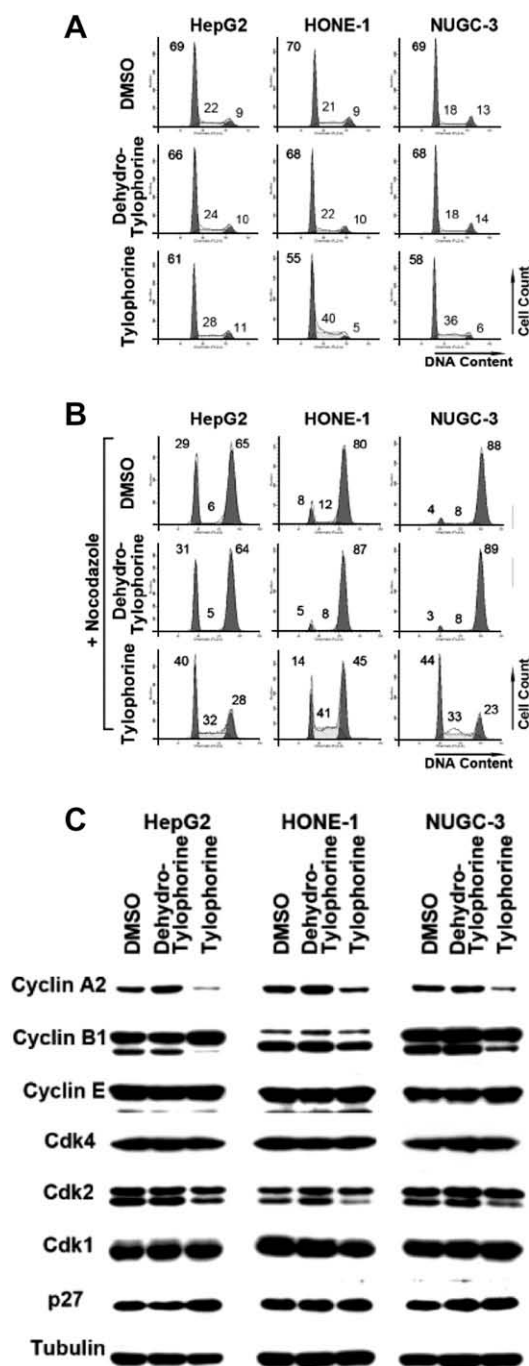 A
HepG2 HONE-1 NUGC-3
DMSO
69 22 9
70 21 9
69 18 13
Dehydro-
Tylophorine
66 24 10
68 22 10
68 18 14
Tylophorine
61 28 11
55 40 5
58 36 6
Cell Count
DNA Content
B
HepG2 HONE-1 NUGC-3
+ Nocodazole
DMSO
29 6 65
8 12 80
4 8 88
Dehydro-
Tylophorine
31 5 64
5 8 87
3 8 89
Tylophorine
40 32 28
14 41 45
44 33 23
Cell Count
DNA Content
C
HepG2 HONE-1 NUGC-3
DMSO
Dehydro-
Tylophorine
Tylophorine
DMSO
Dehydro-
Tylophorine
Tylophorine
DMSO
Dehydro-
Tylophorine
Tylophorine
Cyclin A2
Cyclin B1
Cyclin E
Cdk4
Cdk2
Cdk1
p27
Tubulin